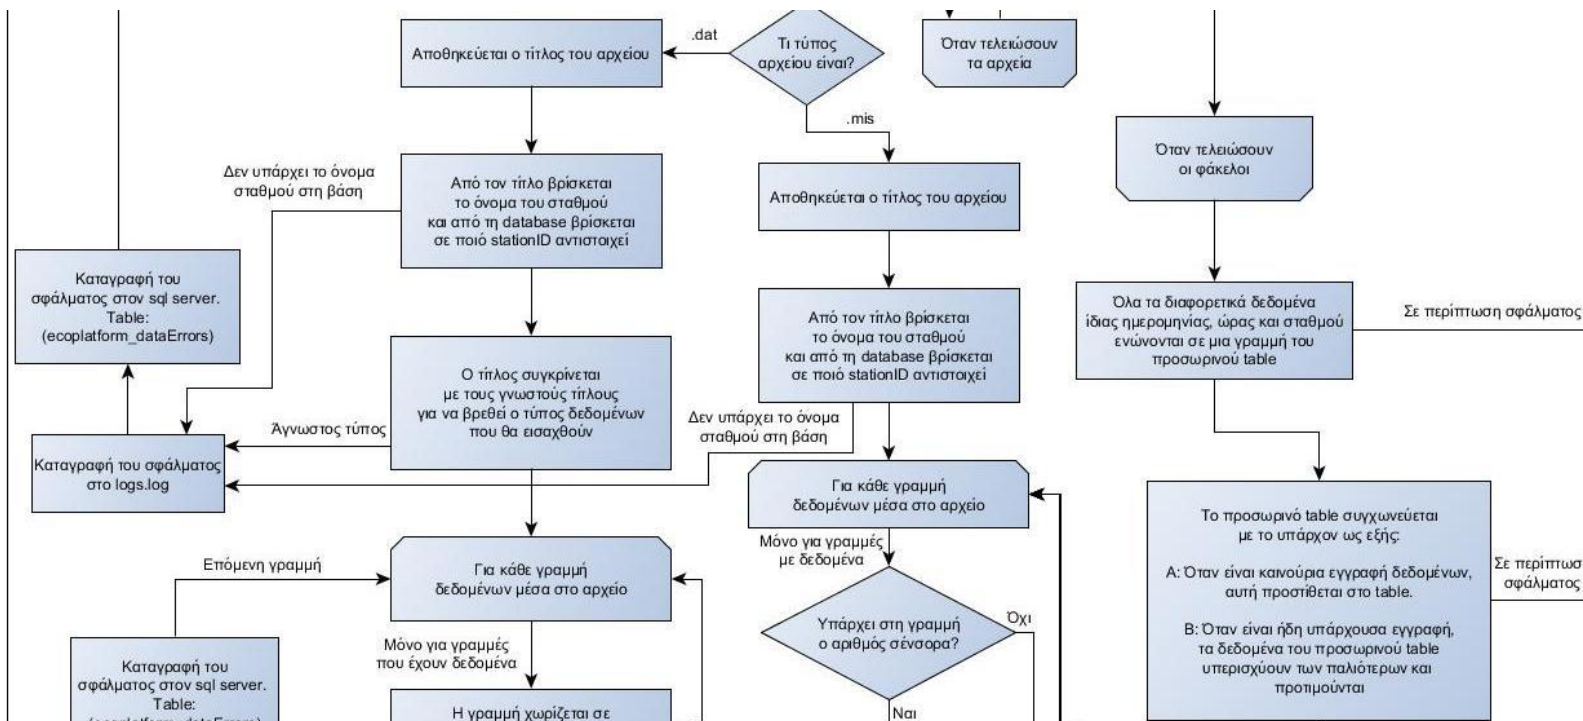 Αποθηκεύεται ο τίτλος του αρχείου
.dat
Τι τύπος
αρχείου είναι?
Όταν τελειώσουν
τα αρχεία
.mis
Όταν τελειώσουν
οι φάκελοι
Δεν υπάρχει το όνομα
σταθμού στη βάση
Από τον τίτλο βρίσκεται
το όνομα του σταθμού
και από τη database βρίσκεται
σε ποιό stationID αντιστοιχεί
Αποθηκεύεται ο τίτλος του αρχείου
Καταγραφή του
σφάλματος στον sql server.
Table:
(ecoplatform_dataErrors)
Όλα τα διαφορετικά δεδομένα
ίδιας ημερομηνίας, ώρας και σταθμού
ενώνονται σε μια γραμμή του
προσωρινού table
Σε περίπτωση σφάλματος
Από τον τίτλο βρίσκεται
το όνομα του σταθμού
και από τη database βρίσκεται
σε ποιό stationID αντιστοιχεί
Ο τίτλος συγκρίνεται
με τους γνωστούς τίτλους
για να βρεθεί ο τύπος δεδομένων
που θα εισαχθούν
Άγνωστος τύπος
Δεν υπάρχει το όνομα
σταθμού στη βάση
Καταγραφή του σφάλματος
στο logs.log
Για κάθε γραμμή
δεδομένων μέσα στο αρχείο
Το προσωρινό table συγχωνεύεται
με το υπάρχον ως εξής:
Α: Όταν είναι καινούρια εγγραφή δεδομένων,
αυτή προστίθεται στο table.
Β: Όταν είναι ήδη υπάρχουσα εγγραφή,
τα δεδομένα του προσωρινού table
υπερισχύουν των παλιότερων και
προτιμούνται
Σε περίπτωσ
σφάλματος
Μόνο για γραμμές
με δεδομένα
Επόμενη γραμμή
Για κάθε γραμμή
δεδομένων μέσα στο αρχείο
Υπάρχει στη γραμμή
ο αριθμός σένσορα?
Όχι
Μόνο για γραμμές
που έχουν δεδομένα
Καταγραφή του
σφάλματος στον sql server.
Table:
(ecoplatform_dataErrors)
Η γραμμή χωρίζεται σε
Ναι